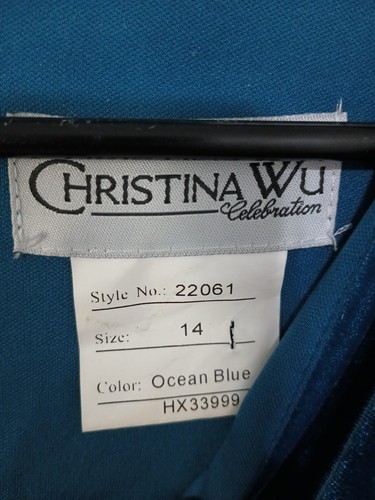 CHRISTINA WU
Celebration
Style No.: 22061
Size: 14
Color: Ocean Blue
HX33999